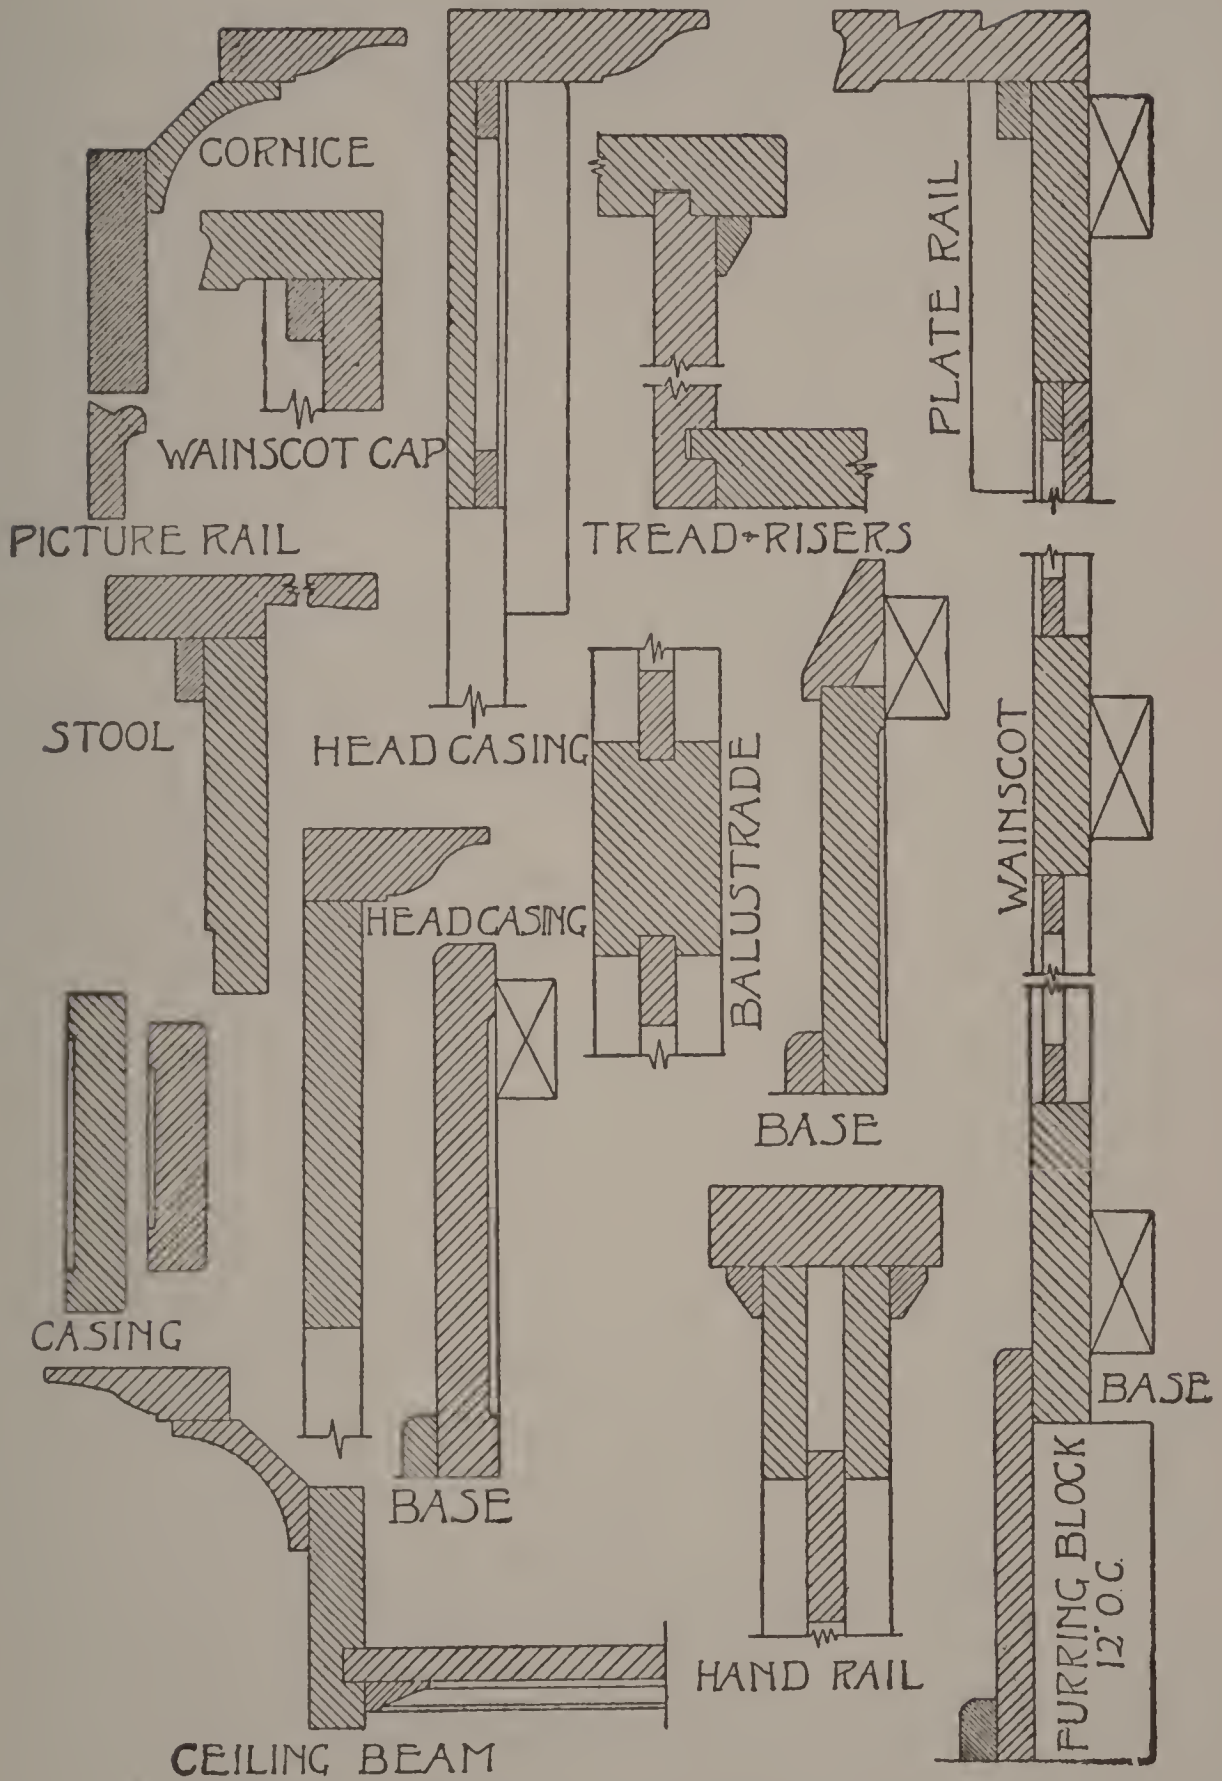 CORNICE
WAINSCOT CAP
PICTURE RAIL
TREAD & RISERS
PLATE RAIL
STOOL
HEAD CASING
BALUSTRADE
WAINSCOT
HEAD CASING
BASE
CASING
BASE
BASE
HAND RAIL
FURRING BLOCK
12" O.C.
CEILING BEAM